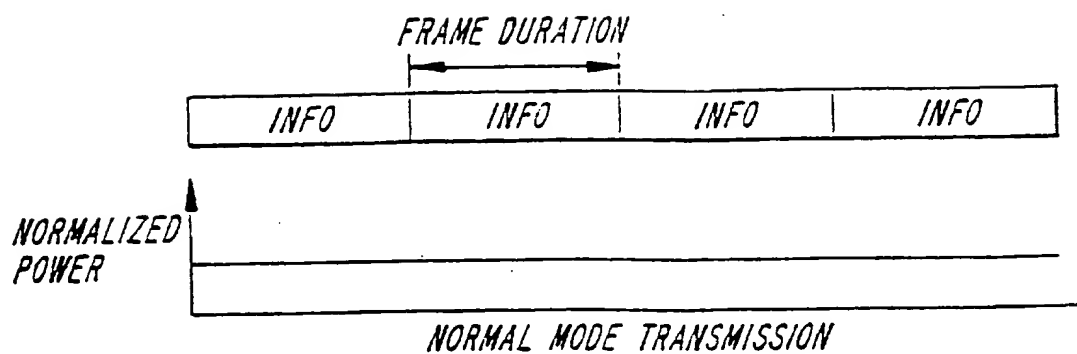 FRAME DURATION
INFO INFO INFO INFO
NORMALIZED
POWER
NORMAL MODE TRANSMISSION